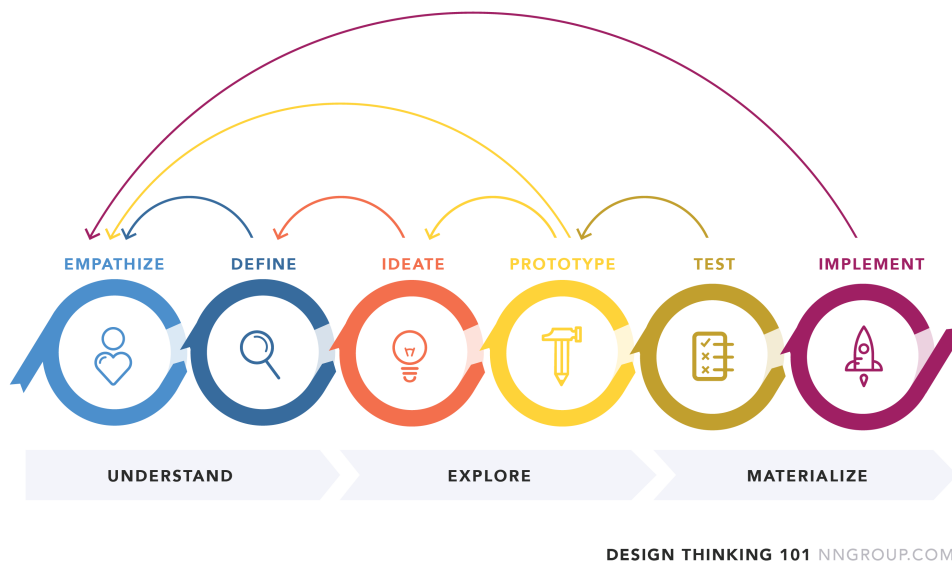 EMPATHIZE
DEFINE
IDEATE
PROTOTYPE
TEST
IMPLEMENT
UNDERSTAND
EXPLORE
MATERIALIZE
DESIGN THINKING 101 NNGROUP.COM